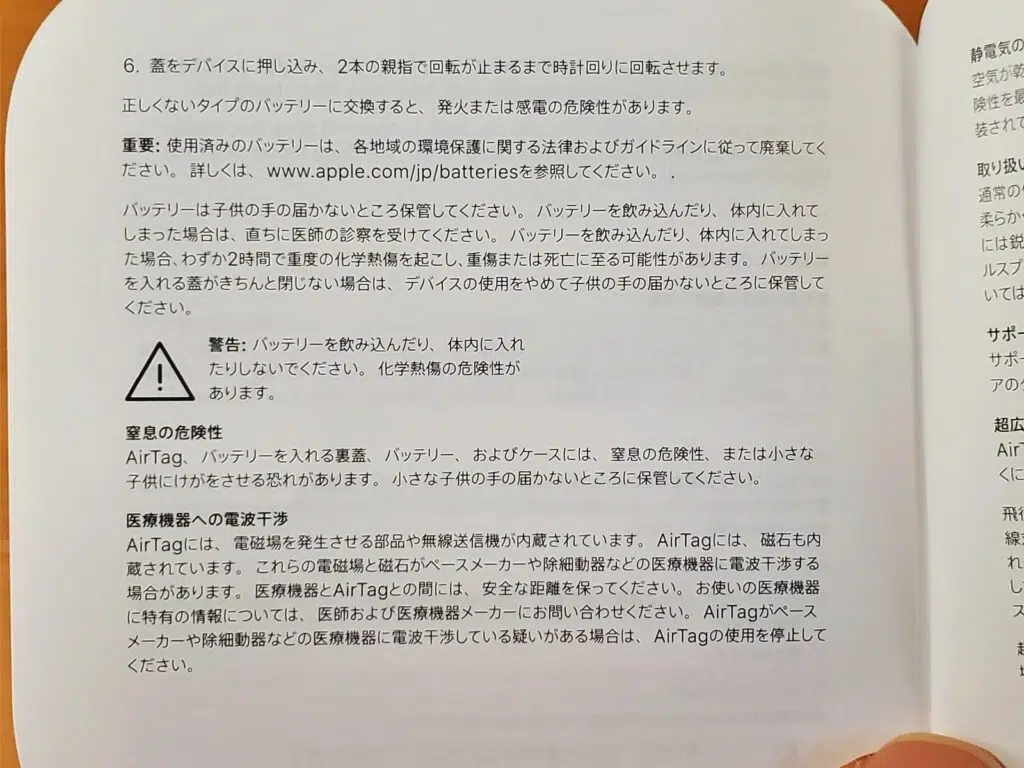 6. 蓋をデバイスに押し込み、2本の親指で回転が止まるまで時計回りに回転させます。
正しくないタイプのバッテリーに交換すると、発火または感電の危険性があります。
重要: 使用済みのバッテリーは、各地域の環境保護に関する法律およびガイドラインに従って廃棄してく
ださい。詳しくは、www.apple.com/jp/batteriesを参照してください。.
バッテリーは子供の手の届かないところ保管してください。バッテリーを飲み込んだり、体内に入れて
しまった場合は、直ちに医師の診察を受けてください。バッテリーを飲み込んだり、体内に入れてしまっ
た場合、わずか2時間で重度の化学熱傷を起こし、重傷または死亡に至る可能性があります。バッテリー
を入れる蓋がきちんと閉じない場合は、デバイスの使用をやめて子供の手の届かないところに保管して
ください。
警告: バッテリーを飲み込んだり、体内に入れ
たりしないでください。化学熱傷の危険性が
あります。
窒息の危険性
AirTag、バッテリーを入れる裏蓋、バッテリー、およびケースには、窒息の危険性、または小さな
子供にけがをさせる恐れがあります。小さな子供の手の届かないところに保管してください。
医療機器への電波干渉
AirTagには、電磁場を発生させる部品や無線送信機が内蔵されています。AirTagには、磁石も内
蔵されています。これらの電磁場と磁石がペースメーカーや除細動器などの医療機器に電波干渉する
場合があります。医療機器とAirTagとの間には、安全な距離を保ってください。お使いの医療機器
に特有の情報については、医師および医療機器メーカーにお問い合わせください。AirTagがペース
メーカーや除細動器などの医療機器に電波干渉している疑いがある場合は、AirTagの使用を停止して
ください。
静電気の
空気が乾
険性を最
装されて
取り扱い
通常の
柔らか
には鋭
ルスプ
いては
サポー
サポー
アの
超広
AirT
くに
飛行
線
れ
し
ス